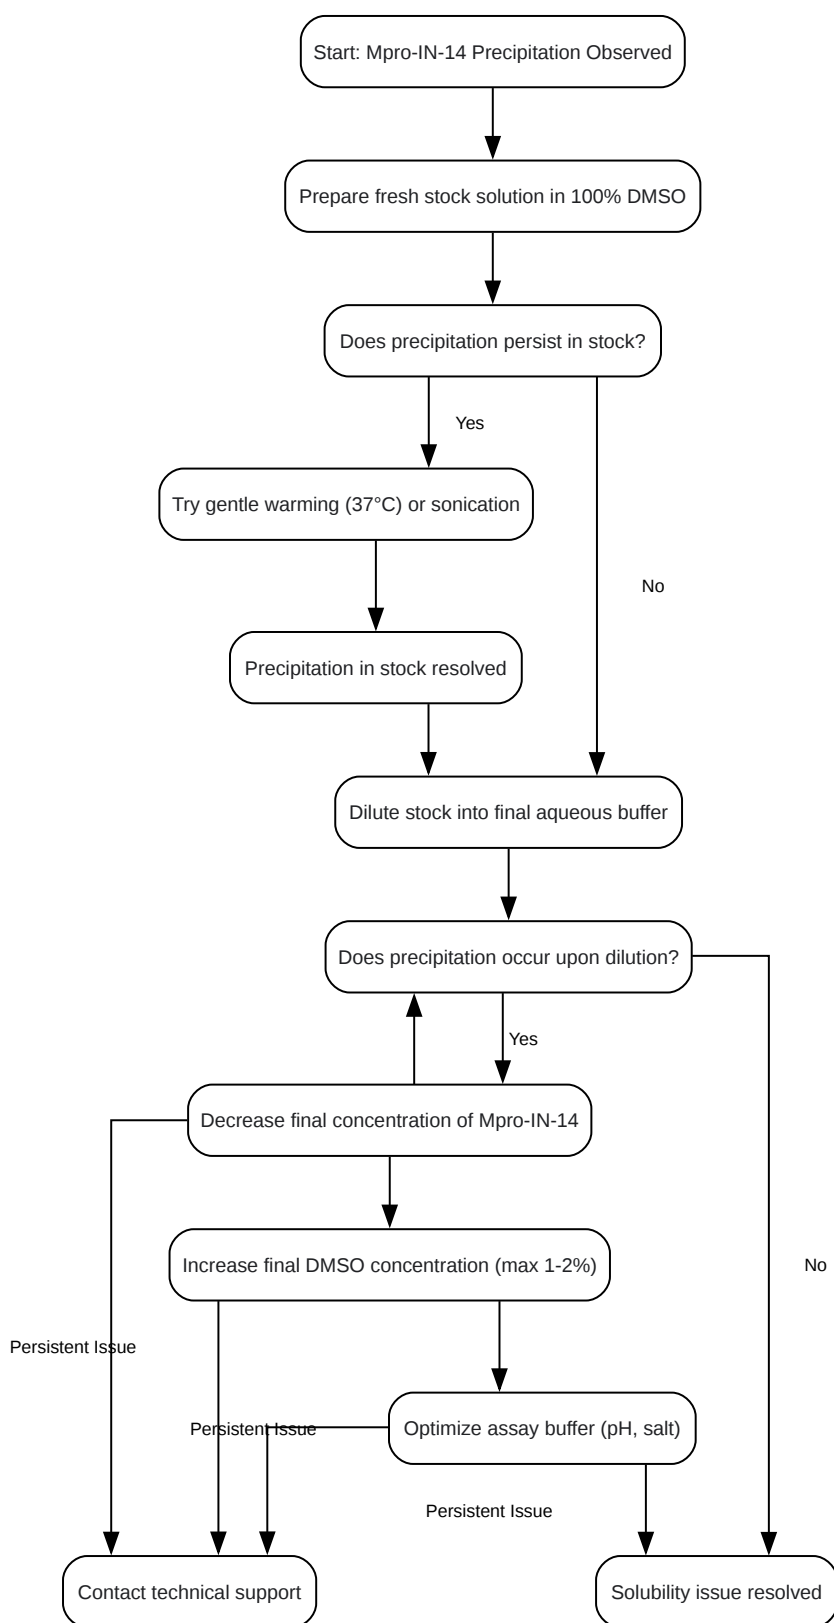 Start: Mpro-IN-14 Precipitation Observed
Prepare fresh stock solution in 100% DMSO
Does precipitation persist in stock?
Yes
Try gentle warming (37°C) or sonication
No
Precipitation in stock resolved
Dilute stock into final aqueous buffer
Does precipitation occur upon dilution?
Yes
Decrease final concentration of Mpro-IN-14
Increase final DMSO concentration (max 1-2%)
No
Persistent Issue
Persistent Issue
Optimize assay buffer (pH, salt)
Persistent Issue
Contact technical support
Solubility issue resolved